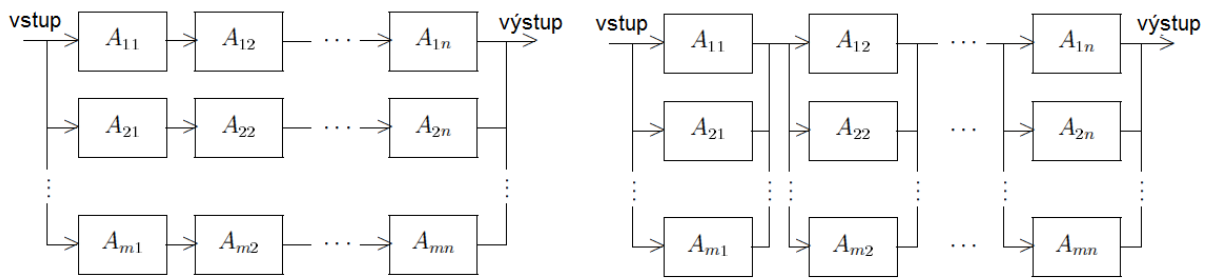 vstup A₁₁ A₁₂ ··· A₁ₙ výstup
A₂₁ A₂₂ ··· A₂ₙ
⋮ ⋮
Aₘ₁ Aₘ₂ ··· Aₘₙ
vstup A₁₁ A₁₂ ··· A₁ₙ výstup
A₂₁ A₂₂ ··· A₂ₙ
⋮ ⋮ ⋮ ⋮ ⋮ ⋮
Aₘ₁ Aₘ₂ ··· Aₘₙ